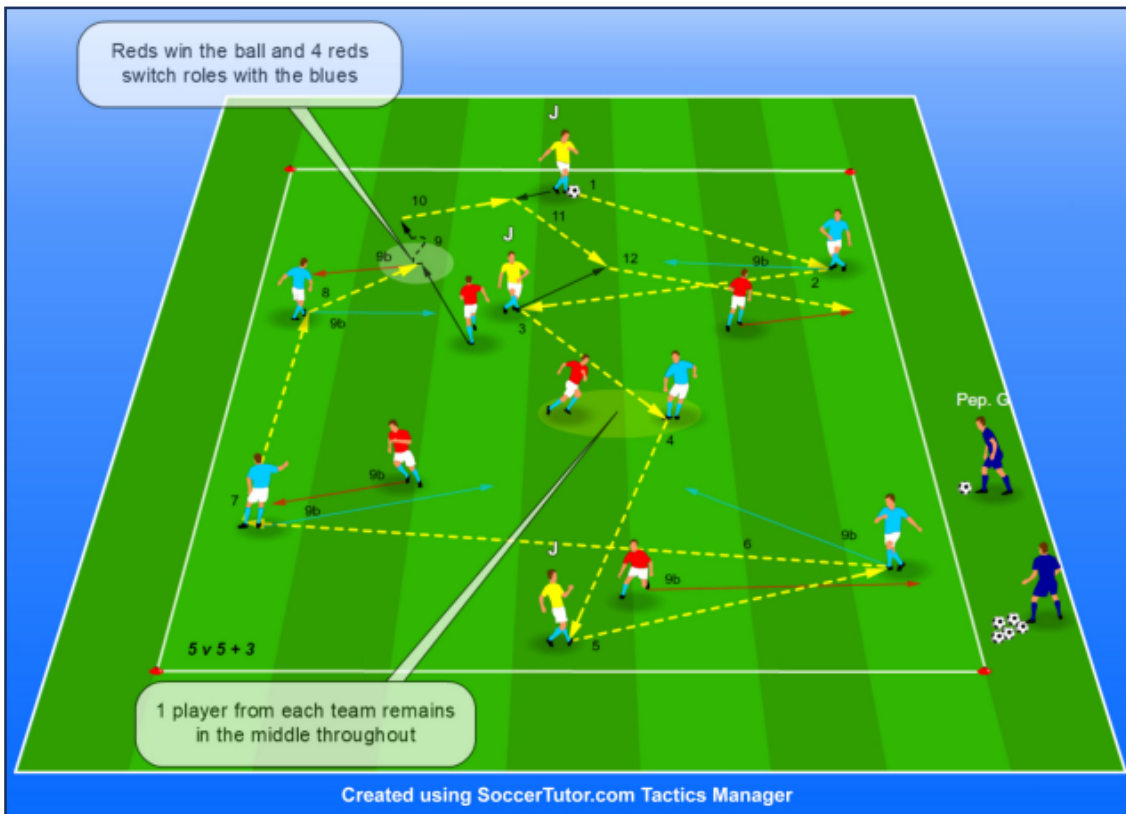 Reds win the ball and 4 reds
switch roles with the blues
J
1
10
11
9
J
12
9b
9b
2
8
9b
3
4
Pep. G
9b
7
9b
9b
6
J
9b
5
5 v 5 + 3
1 player from each team remains
in the middle throughout
Created using SoccerTutor.com Tactics Manager